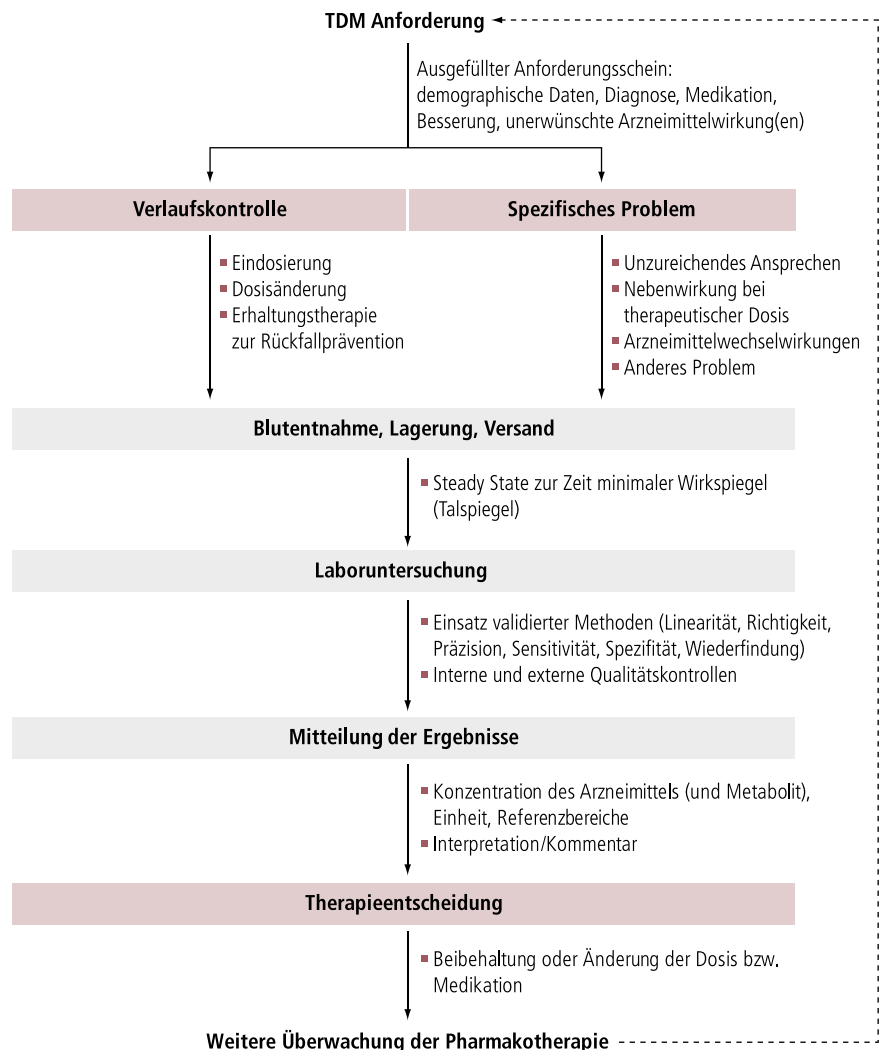 TDM Anforderung
Ausgefüllter Anforderungsschein:
demographische Daten, Diagnose, Medikation,
Besserung, unerwünschte Arzneimittelwirkung(en)
Verlaufskontrolle
Spezifisches Problem
Eindosierung
Dosisänderung
Erhaltungstherapie
zur Rückfallprävention
Unzureichendes Ansprechen
Nebenwirkung bei
therapeutischer Dosis
Arzneimittelwechselwirkungen
Anderes Problem
Blutentnahme, Lagerung, Versand
Steady State zur Zeit minimaler Wirkspiegel
(Talspiegel)
Laboruntersuchung
Einsatz validierter Methoden (Linearität, Richtigkeit,
Präzision, Sensitivität, Spezifität, Wiederfindung)
Interne und externe Qualitätskontrollen
Mitteilung der Ergebnisse
Konzentration des Arzneimittels (und Metabolit),
Einheit, Referenzbereiche
Interpretation/Kommentar
Therapieentscheidung
Beibehaltung oder Änderung der Dosis bzw.
Medikation
Weitere Überwachung der Pharmakotherapie